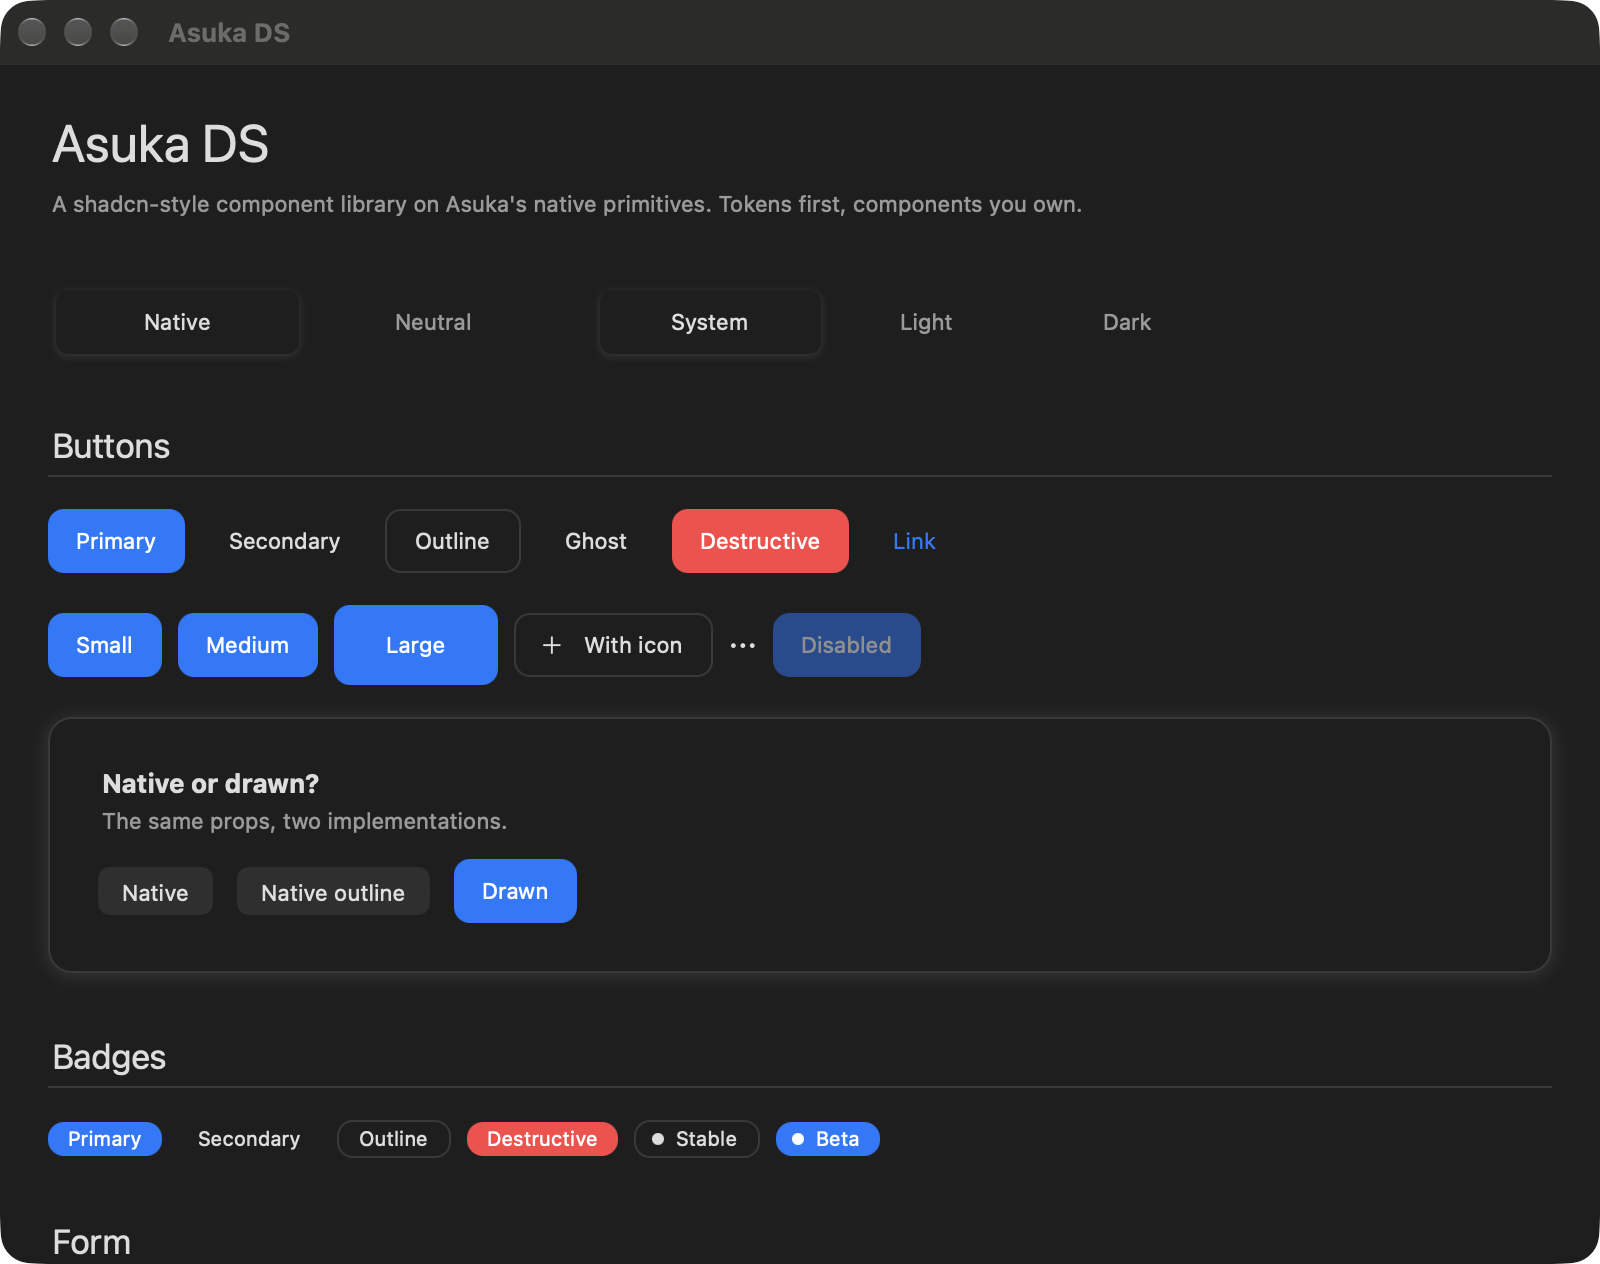 Asuka DS
Asuka DS
A shadcn-style component library on Asuka's native primitives. Tokens first, components you own.
Native Neutral System Light Dark
Buttons
Primary Secondary Outline Ghost Destructive Link
Small Medium Large + With icon ··· Disabled
Native or drawn?
The same props, two implementations.
Native Native outline Drawn
Badges
Primary Secondary Outline Destructive Stable Beta
Form